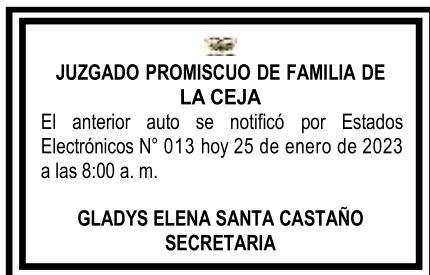 JUZGADO PROMISCUO DE FAMILIA DE
LA CEJA
El anterior auto se notificó por Estados
Electrónicos N° 013 hoy 25 de enero de 2023
a las 8:00 a. m.
GLADYS ELENA SANTA CASTAÑO
SECRETARIA